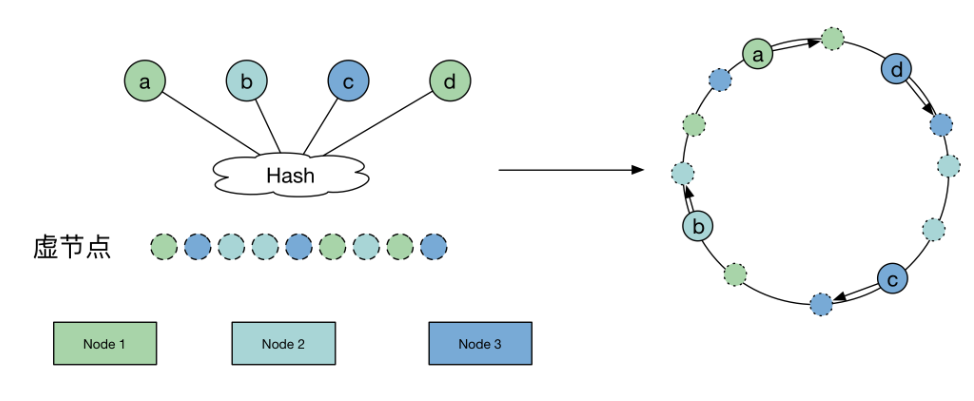 a b c d
Hash
虚节点
Node 1 Node 2 Node 3
a
d
b
c